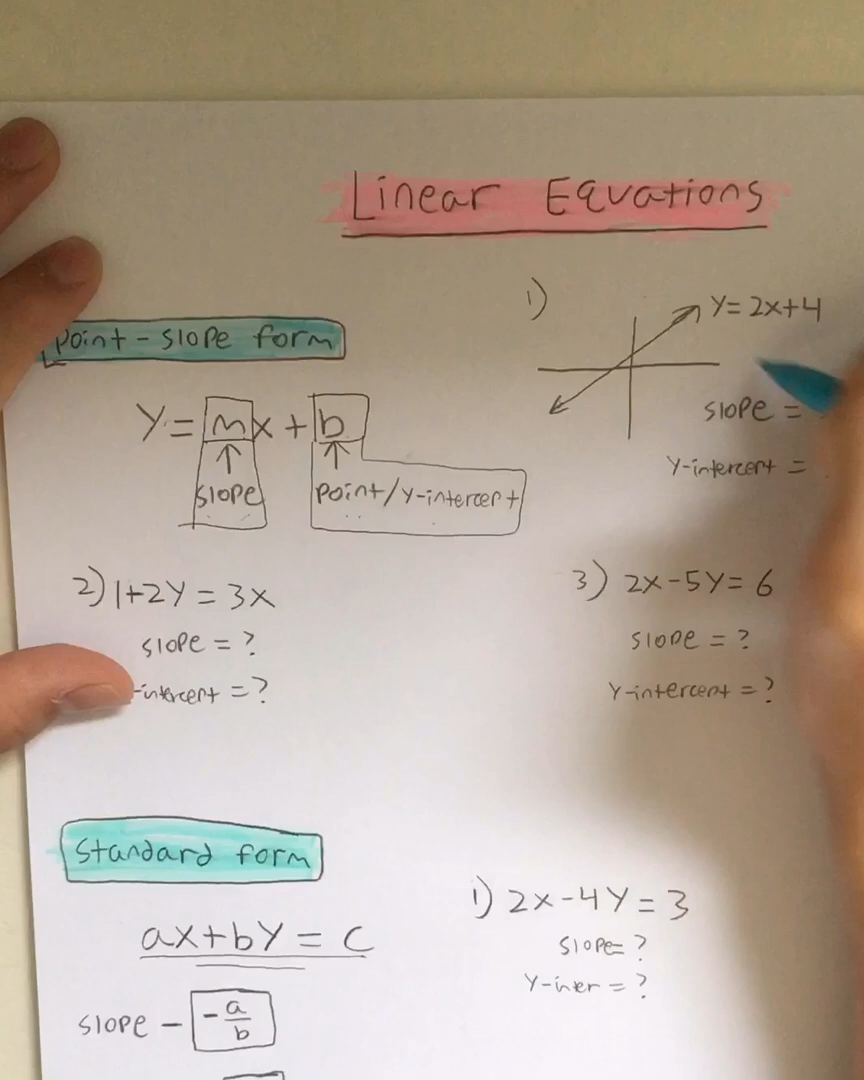 Linear Equations
Point-slope form
Y = mx + b
slope
point/y-intercept
1)
Y = 2x+4
slope =
Y-intercept =
2) 1+2Y = 3x
slope = ?
-intercept = ?
3) 2x-5Y = 6
slope = ?
Y-intercept = ?
Standard form
ax+by = c
slope - -a/b
1) 2x-4Y = 3
slope = ?
Y-inter = ?